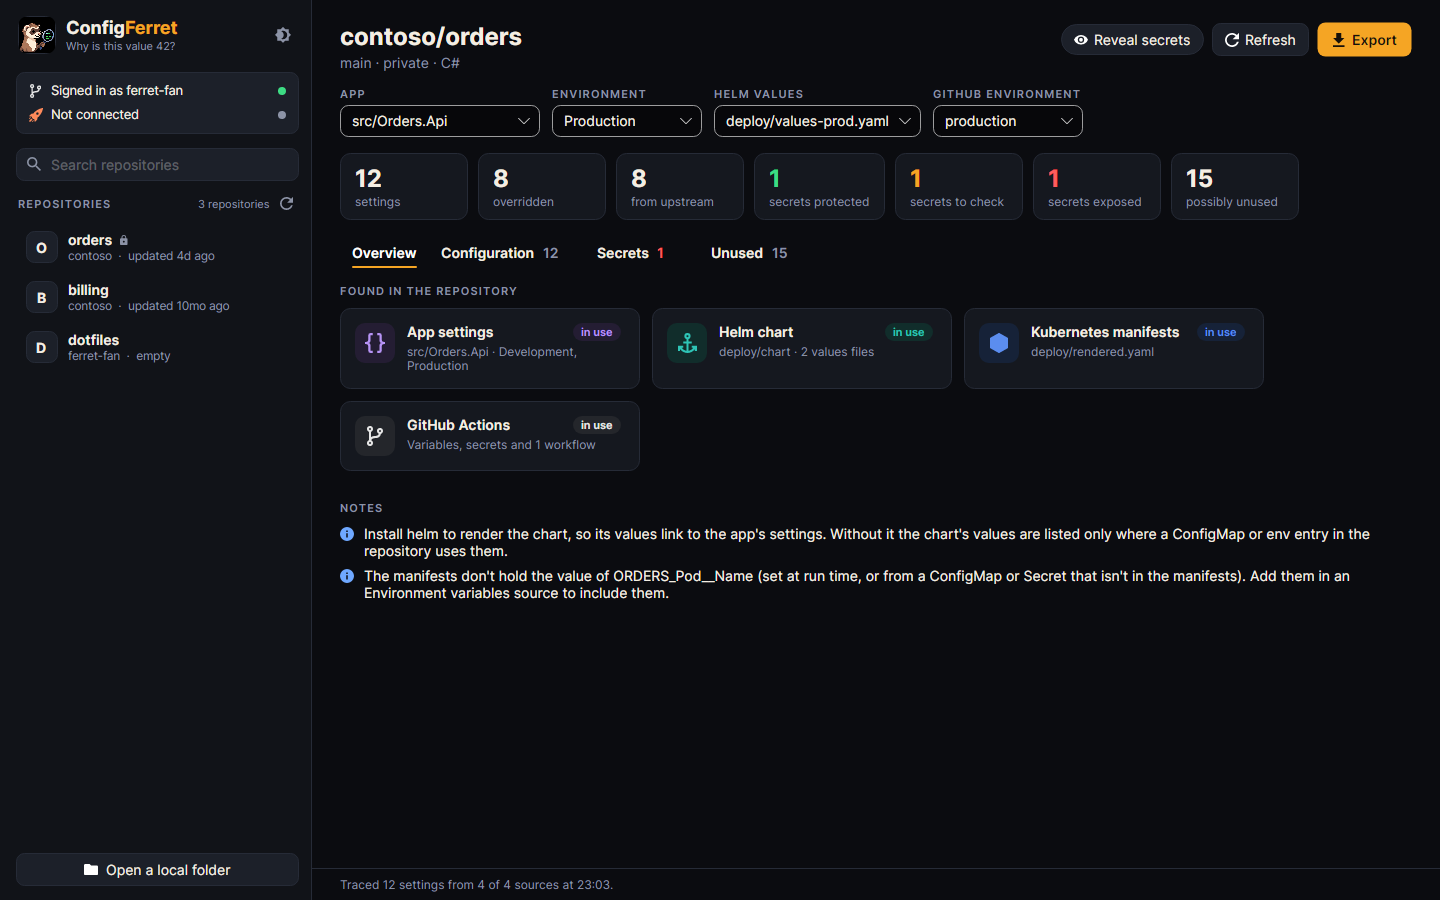 ConfigFerret
Why is this value 42?
Signed in as ferret-fan
Not connected
Search repositories
REPOSITORIES
3 repositories
O
orders
contoso · updated 4d ago
B
billing
contoso · updated 10mo ago
D
dotfiles
ferret-fan · empty
Open a local folder
contoso/orders
main · private · C#
Reveal secrets
Refresh
Export
APP
ENVIRONMENT
HELM VALUES
GITHUB ENVIRONMENT
src/Orders.Api
Production
deploy/values-prod.yaml
production
12
settings
8
overridden
8
from upstream
1
secrets protected
1
secrets to check
1
secrets exposed
15
possibly unused
Overview
Configuration 12
Secrets 1
Unused 15
FOUND IN THE REPOSITORY
App settings
in use
src/Orders.Api · Development,
Production
Helm chart
in use
deploy/chart · 2 values files
Kubernetes manifests
in use
deploy/rendered.yaml
GitHub Actions
in use
Variables, secrets and 1 workflow
NOTES
Install helm to render the chart, so its values link to the app's settings. Without it the chart's values are listed only where a ConfigMap or env entry in the
repository uses them.
The manifests don't hold the value of ORDERS_Pod__Name (set at run time, or from a ConfigMap or Secret that isn't in the manifests). Add them in an
Environment variables source to include them.
Traced 12 settings from 4 of 4 sources at 23:03.